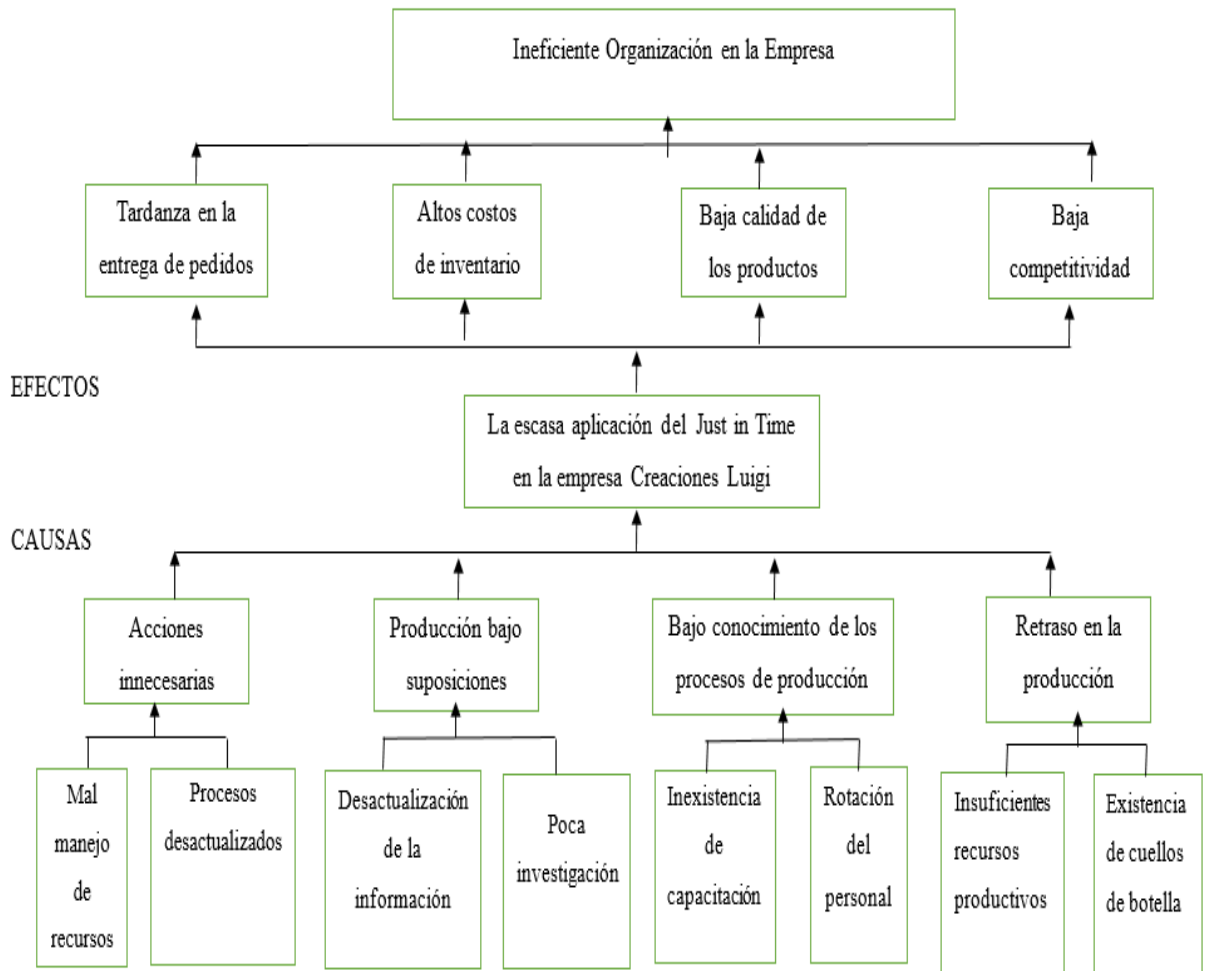 Ineficiente Organización en la Empresa
Tardanza en la
entrega de pedidos
Altos costos
de inventario
Baja calidad de
los productos
Baja
competitividad
EFECTOS
La escasa aplicación del Just in Time
en la empresa Creaciones Luigi
CAUSAS
Acciones
innecesarias
Producción bajo
suposiciones
Bajo conocimiento de los
procesos de producción
Retraso en la
producción
Mal
manejo
de
recursos
Procesos
desactualizados
Desactualización
de la
información
Poca
investigación
Inexistencia
de
capacitación
Rotación
del
personal
Insuficientes
recursos
productivos
Existencia
de cuellos
de botella